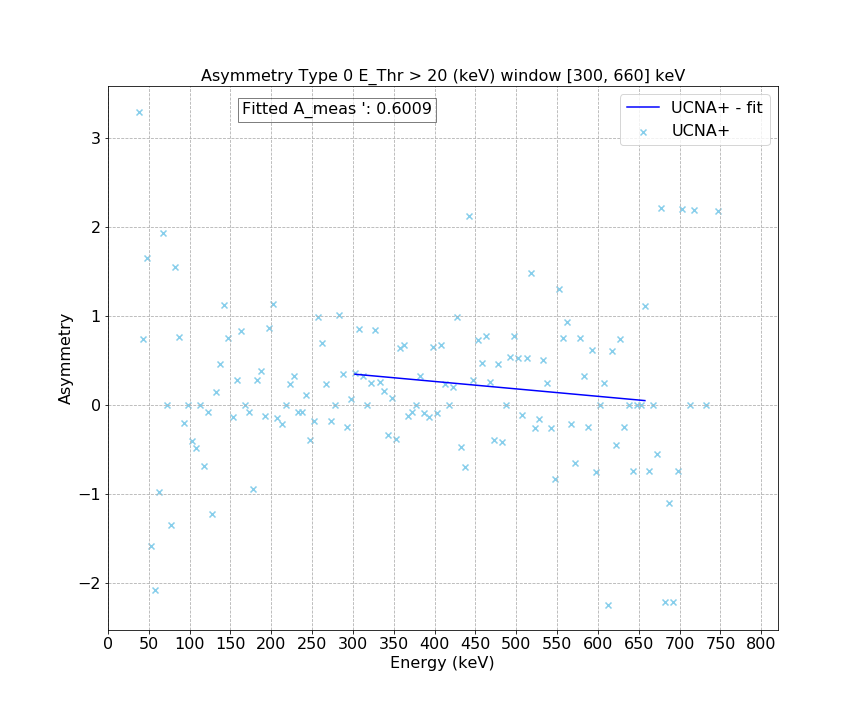 Asymmetry Type 0 E_Thr > 20 (keV) window [300, 660] keV
Fitted A_meas ': 0.6009
UCNA+ - fit
UCNA+
3
2
1
0
−1
−2
Asymmetry
0 50 100 150 200 250 300 350 400 450 500 550 600 650 700 750 800
Energy (keV)